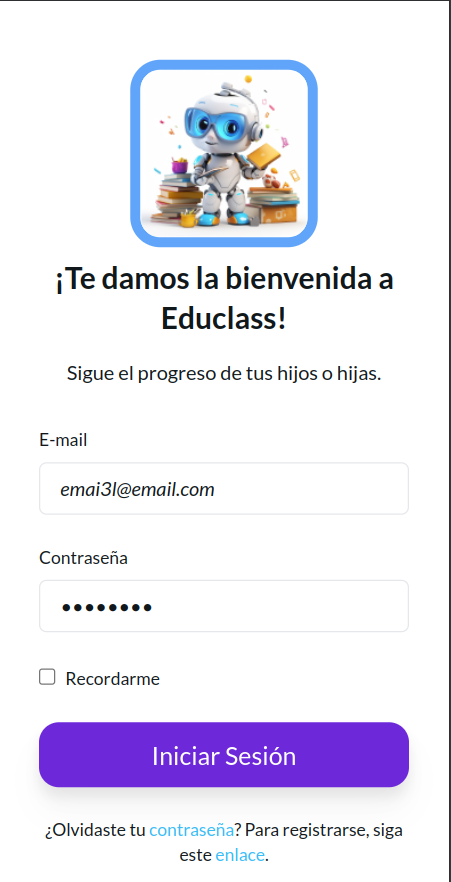 ¡Te damos la bienvenida a
Educlass!
Sigue el progreso de tus hijos o hijas.
E-mail
emai3l@email.com
Contraseña
••••••••
Recordarme
Iniciar Sesión
¿Olvidaste tu contraseña? Para registrarse, siga
este enlace.